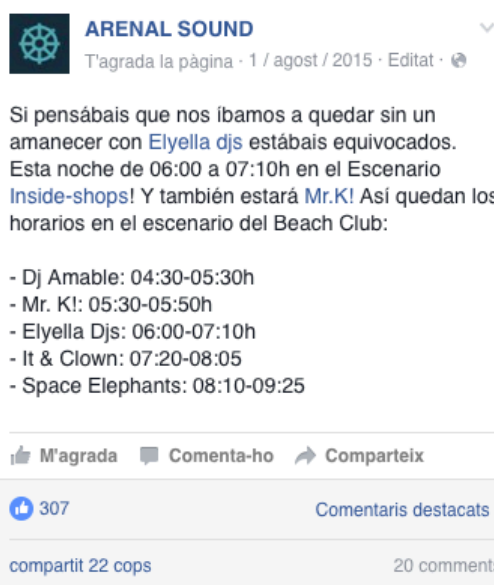 ARENAL SOUND
T'agrada la pàgina · 1 / agost / 2015 · Editat ·
Si pensábais que nos íbamos a quedar sin un
amanecer con Elyella djs estábais equivocados.
Esta noche de 06:00 a 07:10h en el Escenario
Inside-shops! Y también estará Mr.K! Así quedan los
horarios en el escenario del Beach Club:
- Dj Amable: 04:30-05:30h
- Mr. K!: 05:30-05:50h
- Elyella Djs: 06:00-07:10h
- It & Clown: 07:20-08:05
- Space Elephants: 08:10-09:25
M'agrada Comenta-ho Comparteix
307 Comentaris destacats
compartit 22 cops 20 comment